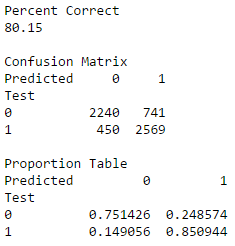 Percent Correct
80.15
Confusion Matrix
Predicted 0 1
Test
0 2240 741
1 450 2569
Proportion Table
Predicted 0 1
Test
0 0.751426 0.248574
1 0.149056 0.850944